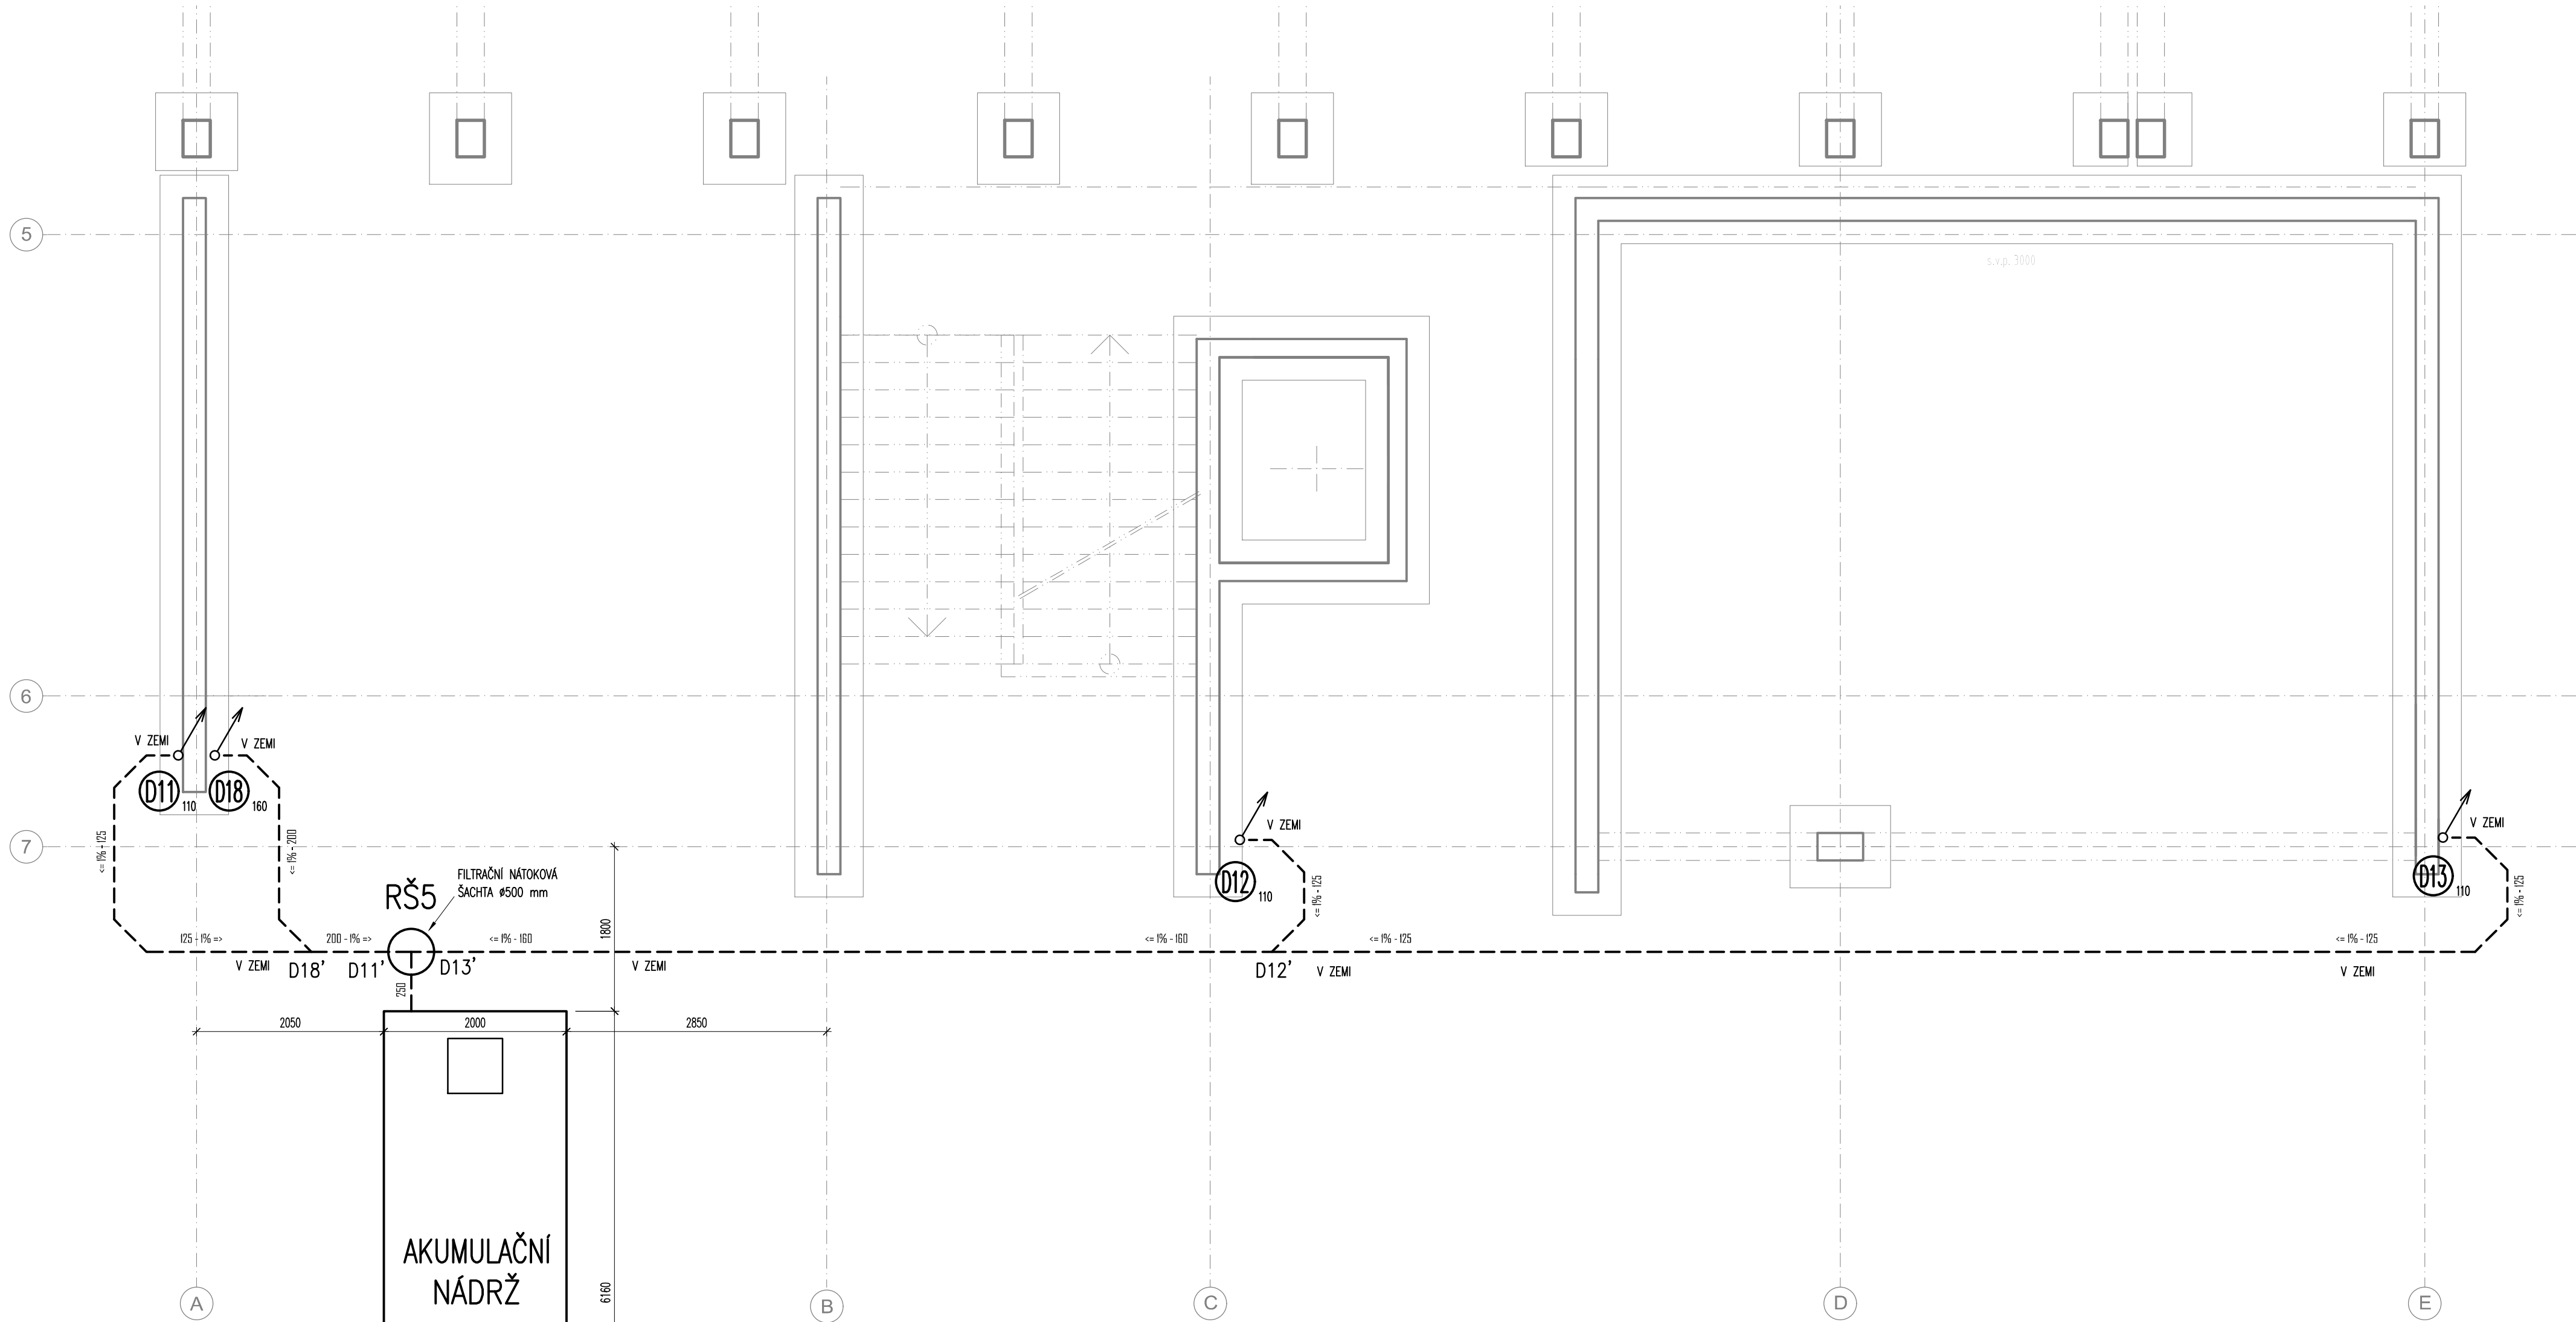 5
s.v.p. 3000
6
V ZEMI
V ZEMI
D11
110
D18
160
V ZEMI
D12
110
V ZEMI
D13
110
7
<= 1% - 125
<= 1% - 200
<= 1% - 125
<= 1% - 125
RŠ5
FILTRAČNÍ NÁTOKOVÁ
ŠACHTA ø500 mm
1800
125 - 1% =>
200 - 1% =>
<= 1% - 160
<= 1% - 160
<= 1% - 125
<= 1% - 125
V ZEMI
D18'
D11'
D13'
V ZEMI
D12'
V ZEMI
V ZEMI
250
2050
2000
2850
AKUMULAČNÍ
NÁDRŽ
6160
A
B
C
D
E